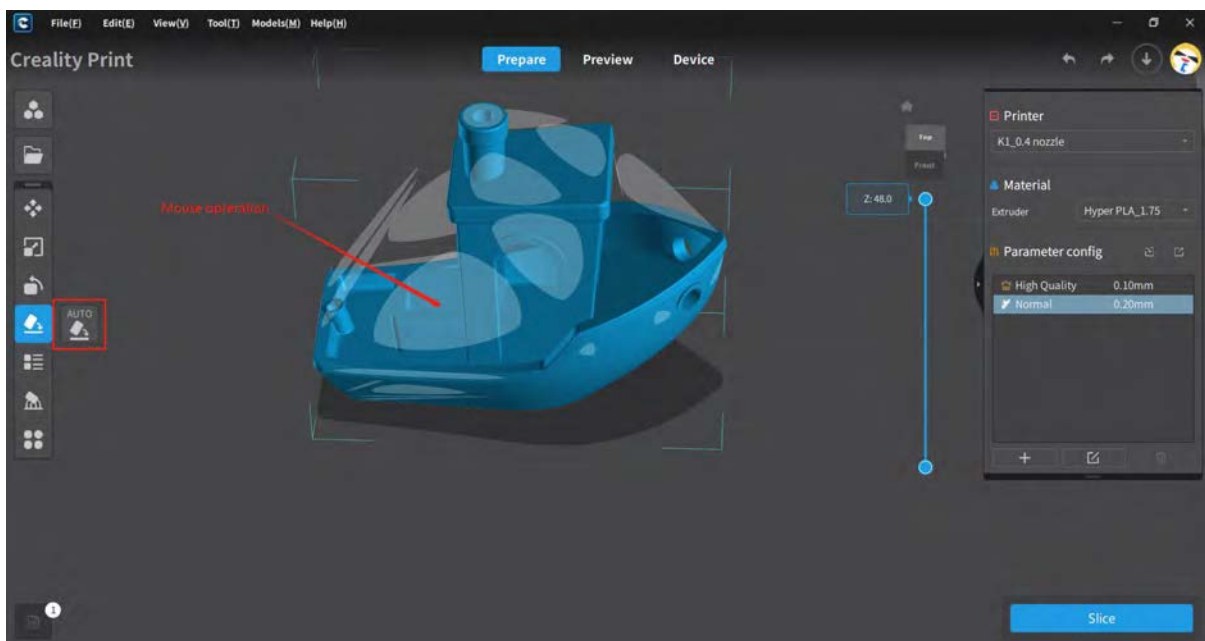 File(F) Edit(E) View(V) Tool(T) Models(M) Help(H)
Creality Print
Prepare Preview Device
Printer
K1_0.4 nozzle
Top
Front
Material
Z: 48.0
Extruder Hyper PLA_1.75
Mouse opieration
Parameter config
High Quality 0.10mm
Normal 0.20mm
AUTO
1
Slice